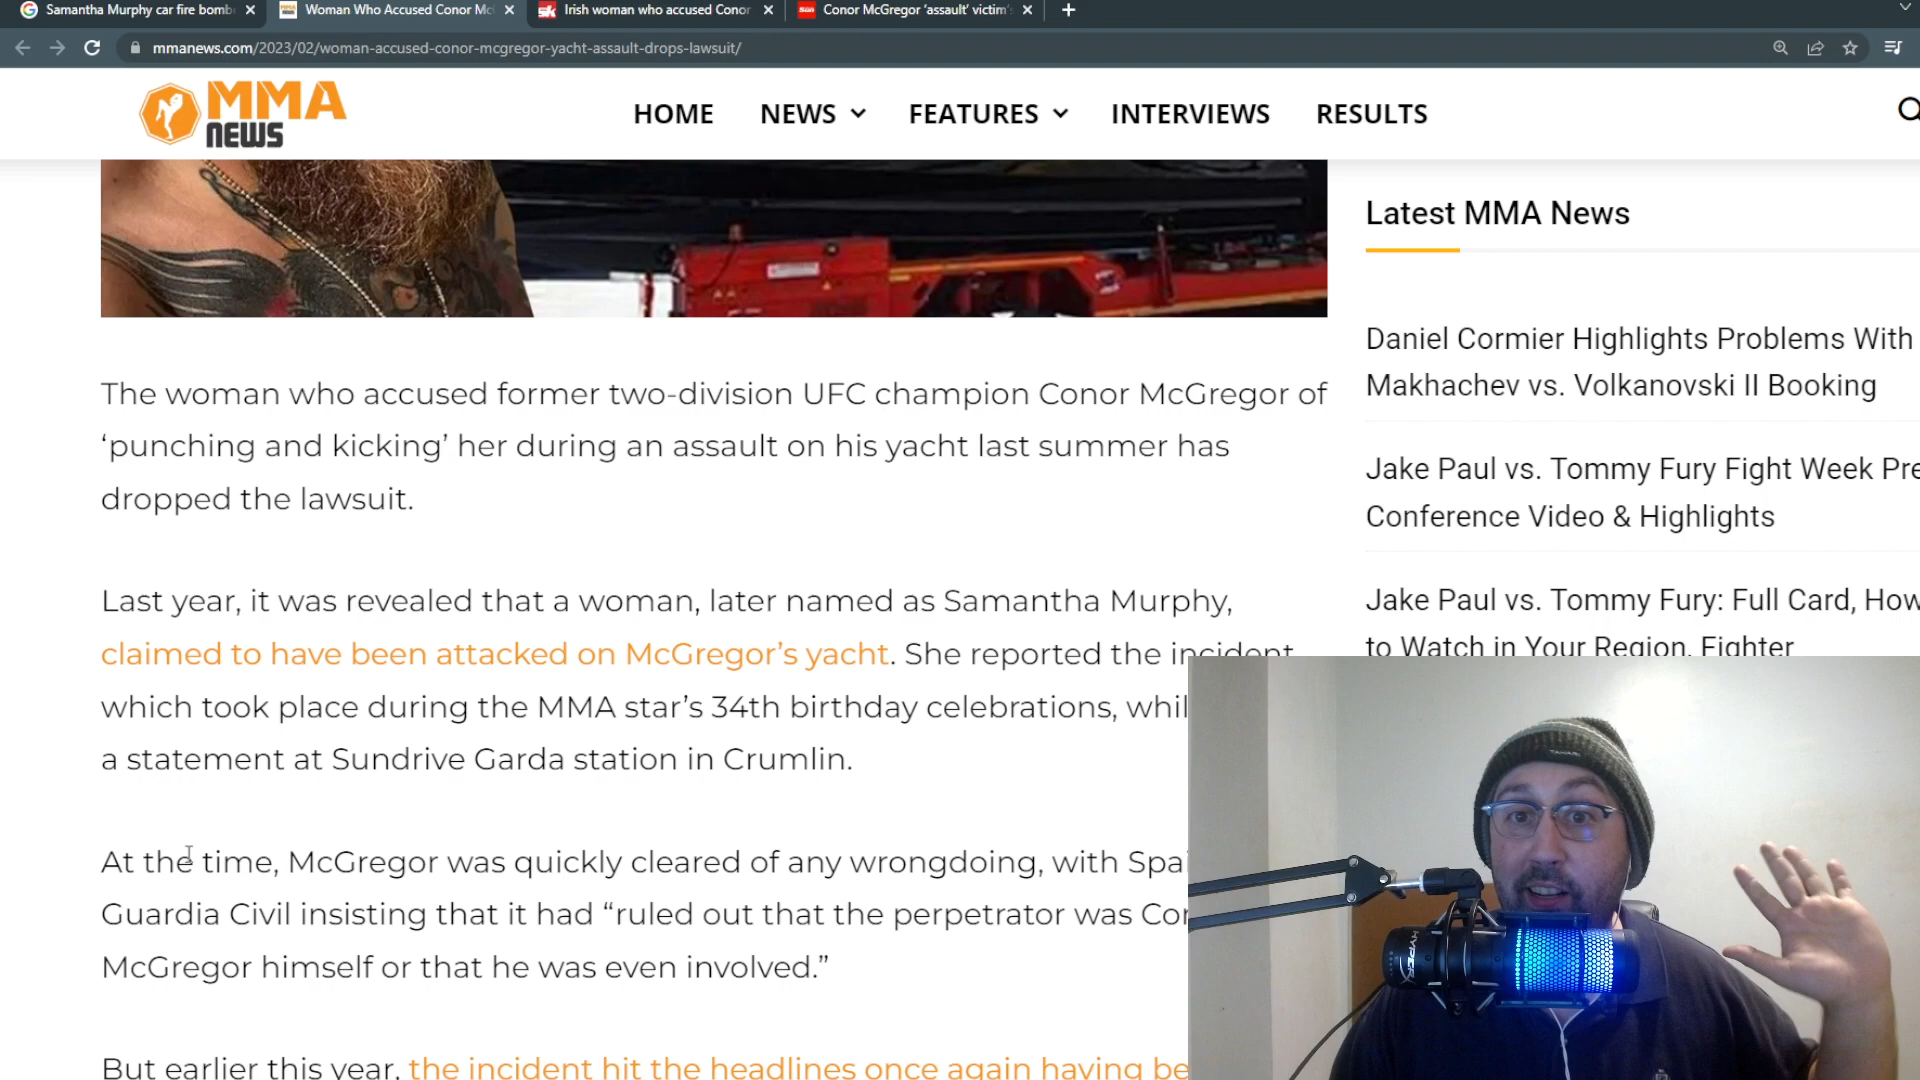 Samantha Murphy car fire bomb
Woman Who Accused Conor Mc
Irish woman who accused Conor
Conor McGregor 'assault' victim's
mmanews.com/2023/02/woman-accused-conor-mcgregor-yacht-assault-drops-lawsuit/
MMA
NEWS
HOME
NEWS
FEATURES
INTERVIEWS
RESULTS
The woman who accused former two-division UFC champion Conor McGregor of
'punching and kicking' her during an assault on his yacht last summer has
dropped the lawsuit.
Last year, it was revealed that a woman, later named as Samantha Murphy,
claimed to have been attacked on McGregor's yacht. She reported the incident
which took place during the MMA star's 34th birthday celebrations, whil
a statement at Sundrive Garda station in Crumlin.
At the time, McGregor was quickly cleared of any wrongdoing, with Spai
Guardia Civil insisting that it had “ruled out that the perpetrator was Co
McGregor himself or that he was even involved.”
But earlier this year, the incident hit the headlines once again having be
Latest MMA News
Daniel Cormier Highlights Problems With
Makhachev vs. Volkanovski II Booking
Jake Paul vs. Tommy Fury Fight Week Pre
Conference Video & Highlights
Jake Paul vs. Tommy Fury: Full Card, How
to Watch in Your Region, Fighter
HYPERX